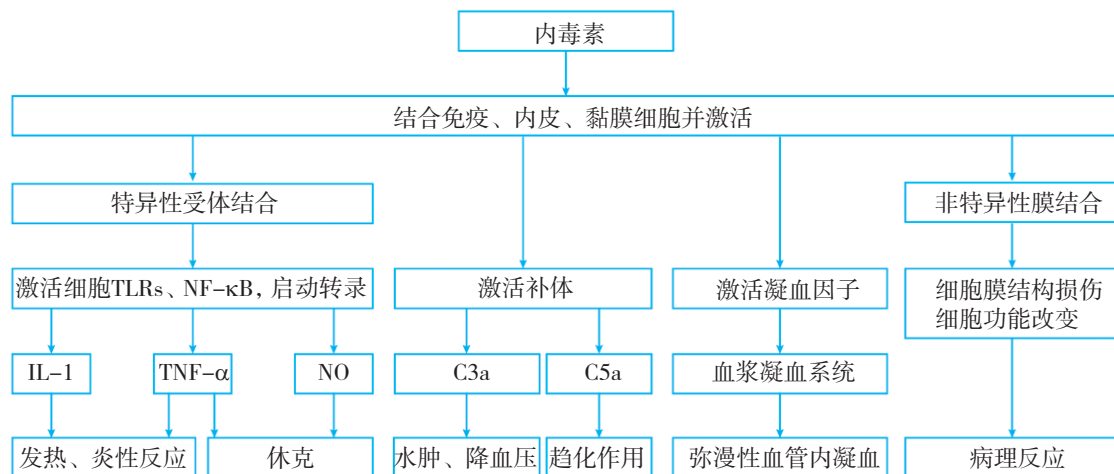 内毒素
结合免疫、内皮、黏膜细胞并激活
特异性受体结合
非特异性膜结合
激活细胞TLRs、NF-κB，启动转录
激活补体
激活凝血因子
细胞膜结构损伤
细胞功能改变
IL-1
TNF-α
NO
C3a
C5a
血浆凝血系统
发热、炎性反应
休克
水肿、降血压
趋化作用
弥漫性血管内凝血
病理反应